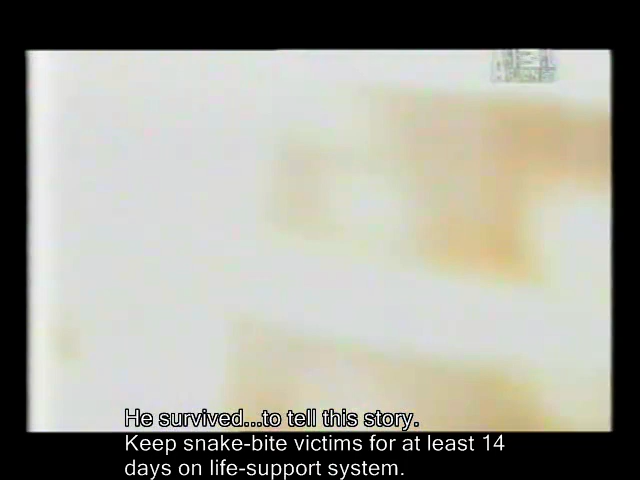 He survived...to tell this story.
Keep snake-bite victims for at least 14
days on life-support system.